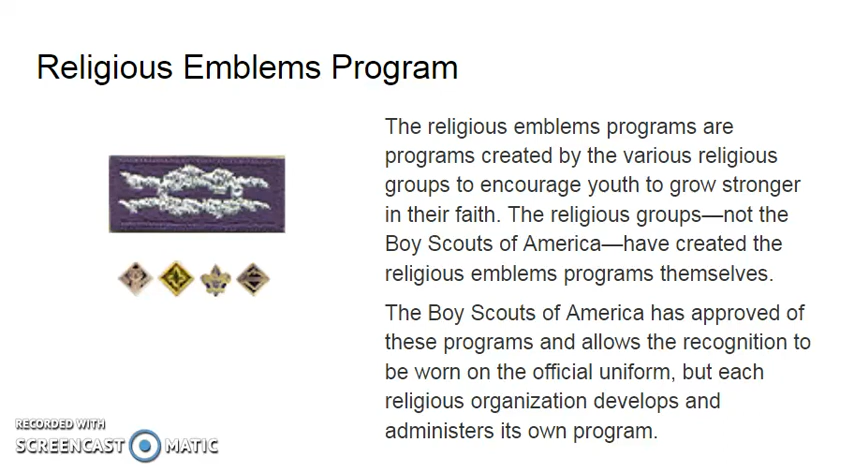 Religious Emblems Program
The religious emblems programs are
programs created by the various religious
groups to encourage youth to grow stronger
in their faith. The religious groups—not the
Boy Scouts of America—have created the
religious emblems programs themselves.
The Boy Scouts of America has approved of
these programs and allows the recognition to
be worn on the official uniform, but each
religious organization develops and
administers its own program.
RECORDED WITH
SCREENCAST MATIC